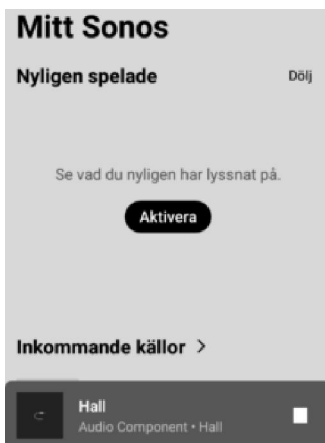 Mitt Sonos
Nyligen spelade Dölj
Se vad du nyligen har lyssnat på.
Aktivera
Inkommande källor >
Hall
Audio Component • Hall